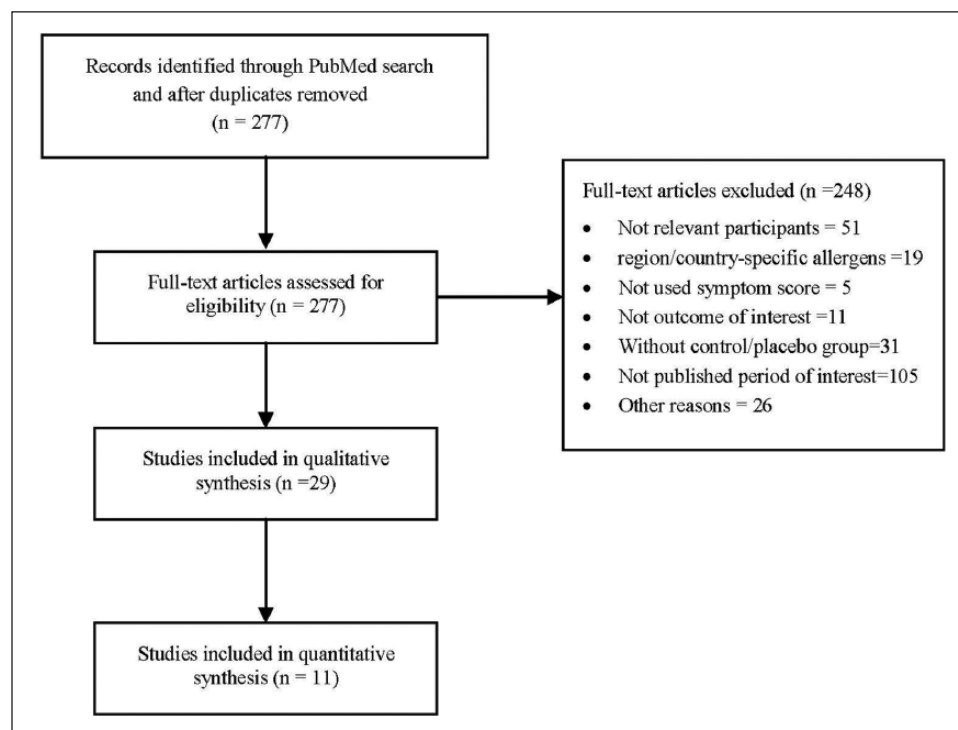 Records identified through PubMed search
and after duplicates removed
(n = 277)
Full-text articles assessed for
eligibility (n = 277)
Full-text articles excluded (n =248)
• Not relevant participants = 51
• region/country-specific allergens =19
• Not used symptom score = 5
• Not outcome of interest =11
• Without control/placebo group=31
• Not published period of interest=105
• Other reasons = 26
Studies included in qualitative
synthesis (n =29)
Studies included in quantitative
synthesis (n = 11)